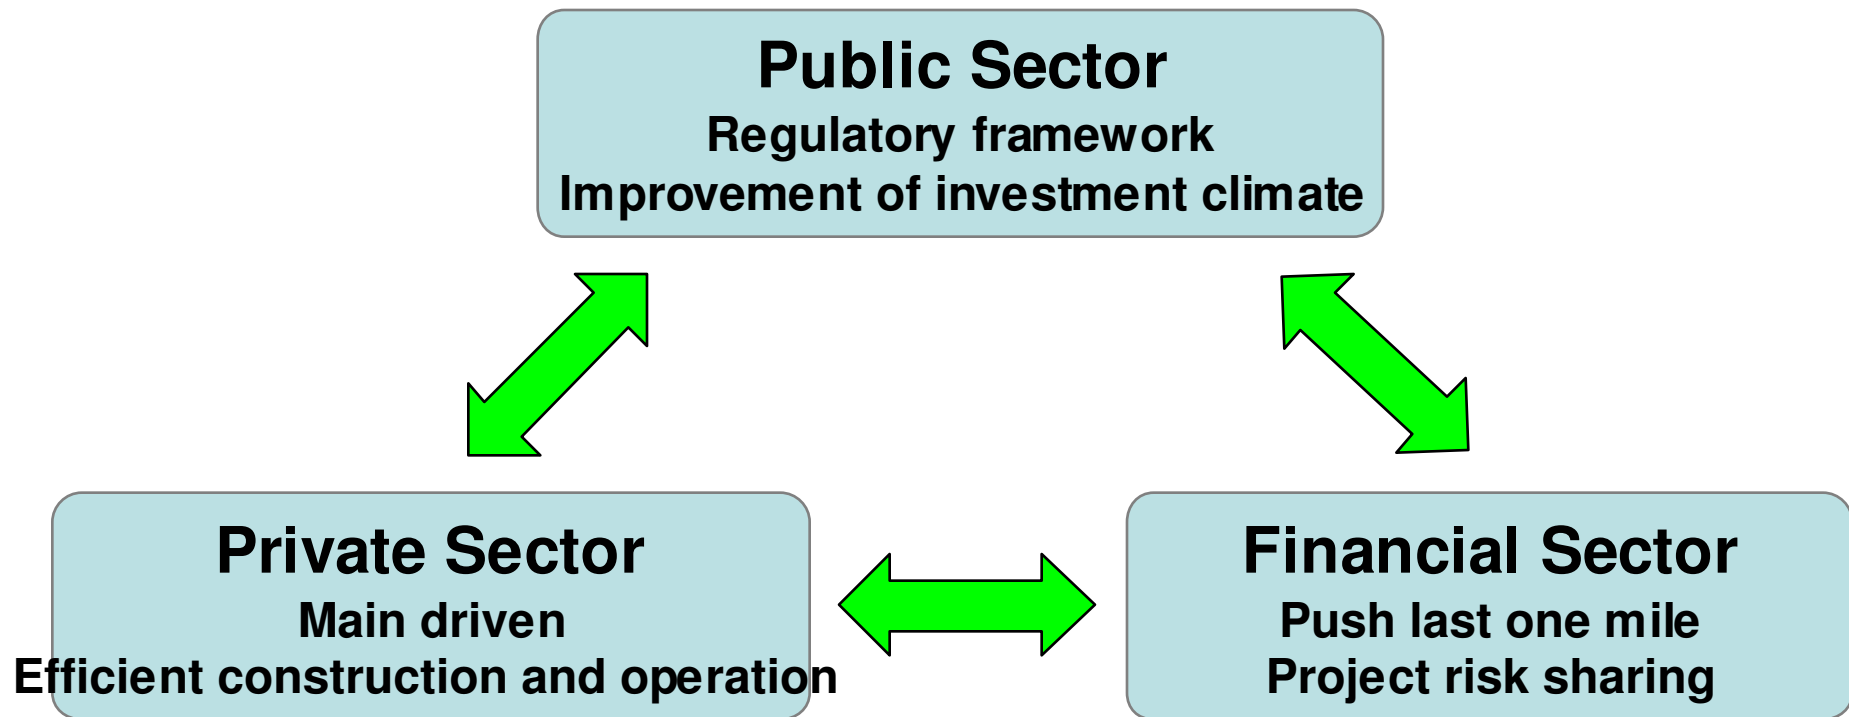 Public Sector
Regulatory framework
Improvement of investment climate
Private Sector
Main driven
Efficient construction and operation
Financial Sector
Push last one mile
Project risk sharing